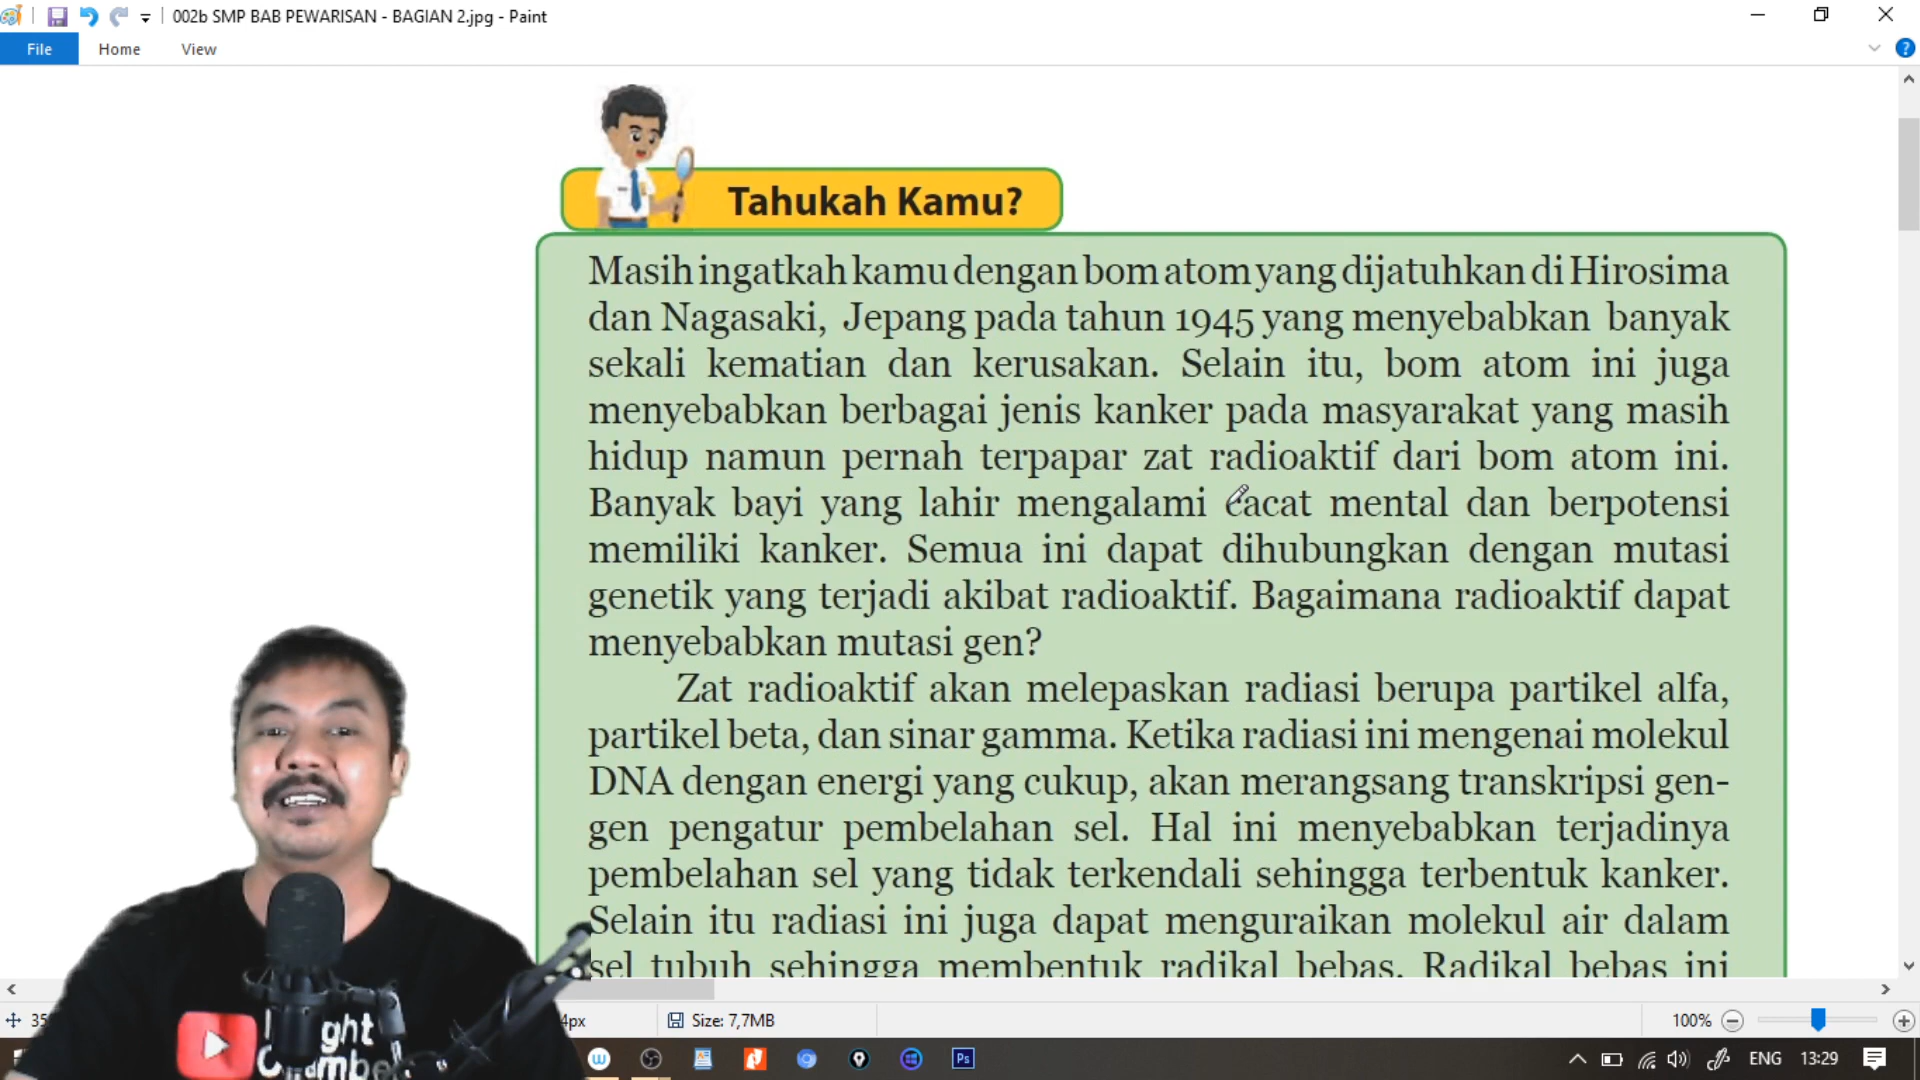 002b SMP BAB PEWARISAN - BAGIAN 2.jpg - Paint
File Home View
Tahukah Kamu?
Masih ingatkah kamu dengan bom atom yang dijatuhkan di Hirosima
dan Nagasaki, Jepang pada tahun 1945 yang menyebabkan banyak
sekali kematian dan kerusakan. Selain itu, bom atom ini juga
menyebabkan berbagai jenis kanker pada masyarakat yang masih
hidup namun pernah terpapar zat radioaktif dari bom atom ini.
Banyak bayi yang lahir mengalami cacat mental dan berpotensi
memiliki kanker. Semua ini dapat dihubungkan dengan mutasi
genetik yang terjadi akibat radioaktif. Bagaimana radioaktif dapat
menyebabkan mutasi gen?
Zat radioaktif akan melepaskan radiasi berupa partikel alfa,
partikel beta, dan sinar gamma. Ketika radiasi ini mengenai molekul
DNA dengan energi yang cukup, akan merangsang transkripsi gen-
gen pengatur pembelahan sel. Hal ini menyebabkan terjadinya
pembelahan sel yang tidak terkendali sehingga terbentuk kanker.
Selain itu radiasi ini juga dapat menguraikan molekul air dalam
sel tubuh sehingga membentuk radikal bebas. Radikal bebas ini
35 4px Size: 7,7MB 100%
ght
Ps ENG 13:29